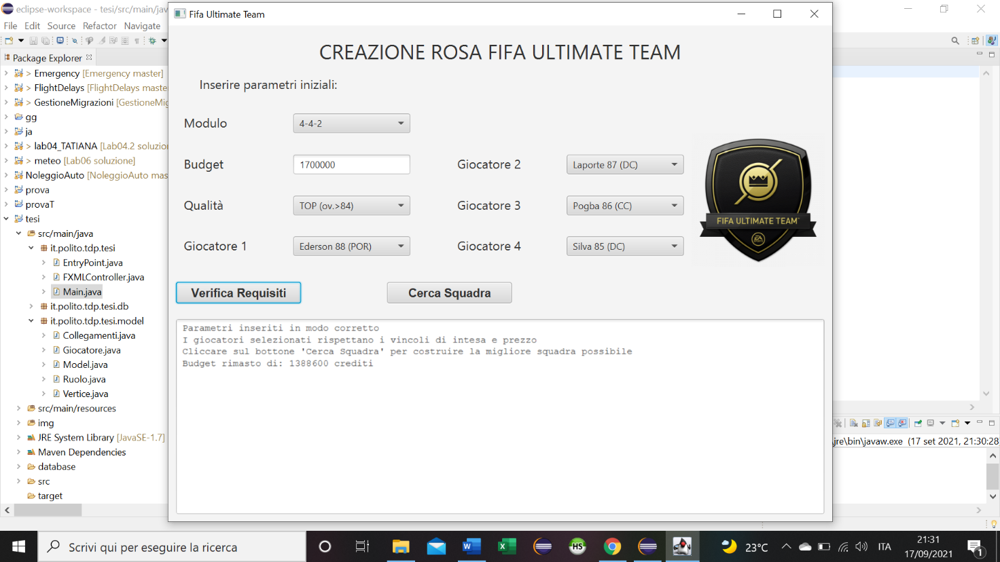 eclipse-workspace - tesi/src/main/jav
File Edit Source Refactor Navigate
Package Explorer
> Emergency [Emergency master]
> FlightDelays [FlightDelays maste
> GestioneMigrazioni [GestioneMig
gg
ja
> lab04_TATIANA [Lab04.2 soluzior
> meteo [Lab06 soluzione]
NoleggioAuto [NoleggioAuto mas
prova
provaT
tesi
src/main/java
it.polito.tdp.tesi
EntryPoint.java
FXMLController.java
Main.java
it.polito.tdp.tesi.db
it.polito.tdp.tesi.model
Collegamenti.java
Giocatore.java
Model.java
Ruolo.java
Vertice.java
src/main/resources
img
JRE System Library [JavaSE-1.7]
Maven Dependencies
database
src
target
Fifa Ultimate Team
CREAZIONE ROSA FIFA ULTIMATE TEAM
Inserire parametri iniziali:
Modulo 4-4-2
Budget 1700000 Giocatore 2 Laporte 87 (DC)
Qualità TOP (ov.>84) Giocatore 3 Pogba 86 (CC)
Giocatore 1 Ederson 88 (POR) Giocatore 4 Silva 85 (DC)
FIFA ULTIMATE TEAM
EA SPORTS
Verifica Requisiti Cerca Squadra
Parametri inseriti in modo corretto
I giocatori selezionati rispettano i vincoli di intesa e prezzo
Cliccare sul bottone 'Cerca Squadra' per costruire la migliore squadra possibile
Budget rimasto di: 1388600 crediti
\jre\bin\javaw.exe (17 set 2021, 21:30:28
Scrivi qui per eseguire la ricerca
HS
23°C
ITA
21:31
17/09/2021
1